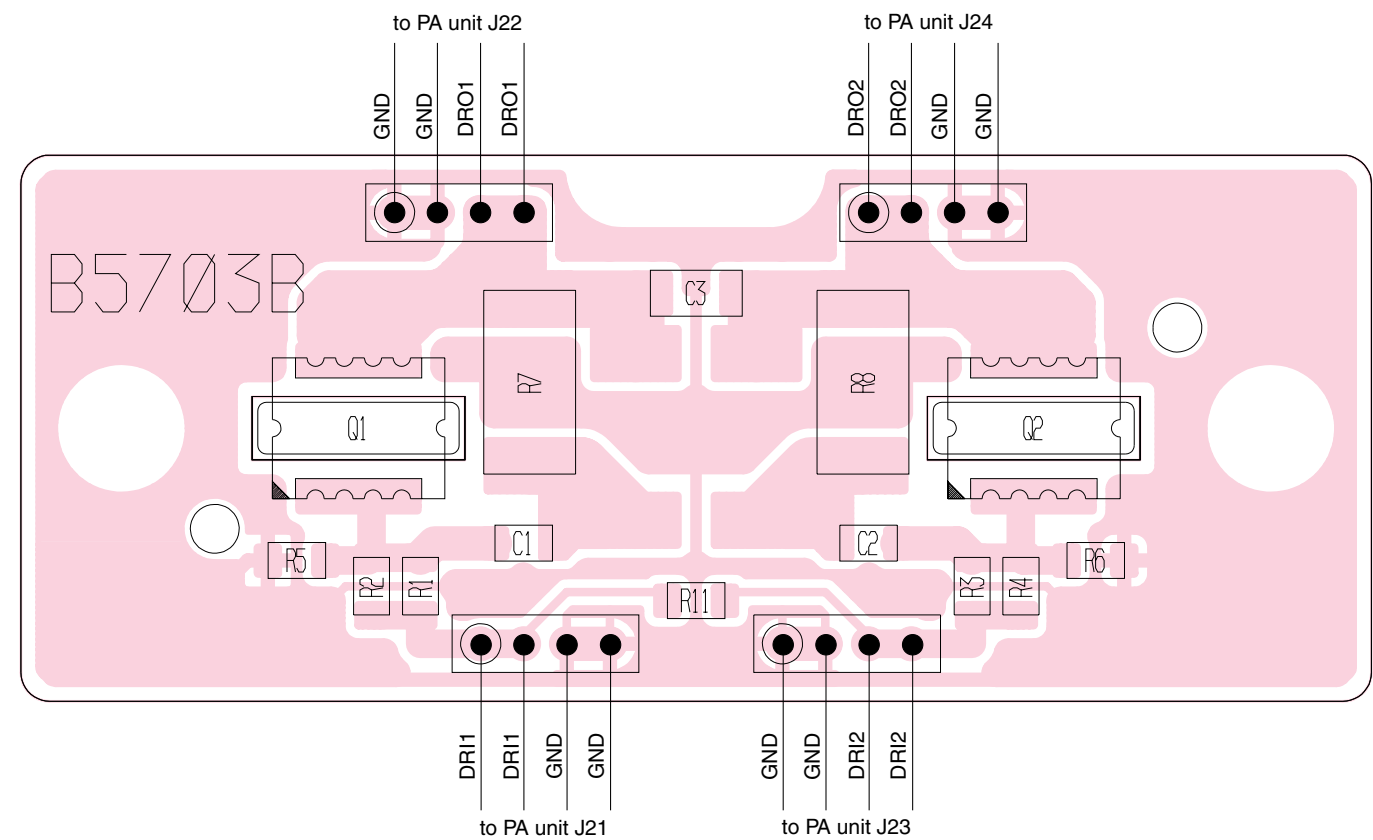 to PA unit J22
to PA unit J24
GND
GND
DRO1
DRO1
DRO2
DRO2
GND
GND
B57Ø3B
C3
R7
R8
Q1
Q2
C1
C2
R5
R2
R1
R11
R3
R4
R6
DRI1
DRI1
GND
GND
GND
GND
DRI2
DRI2
to PA unit J21
to PA unit J23